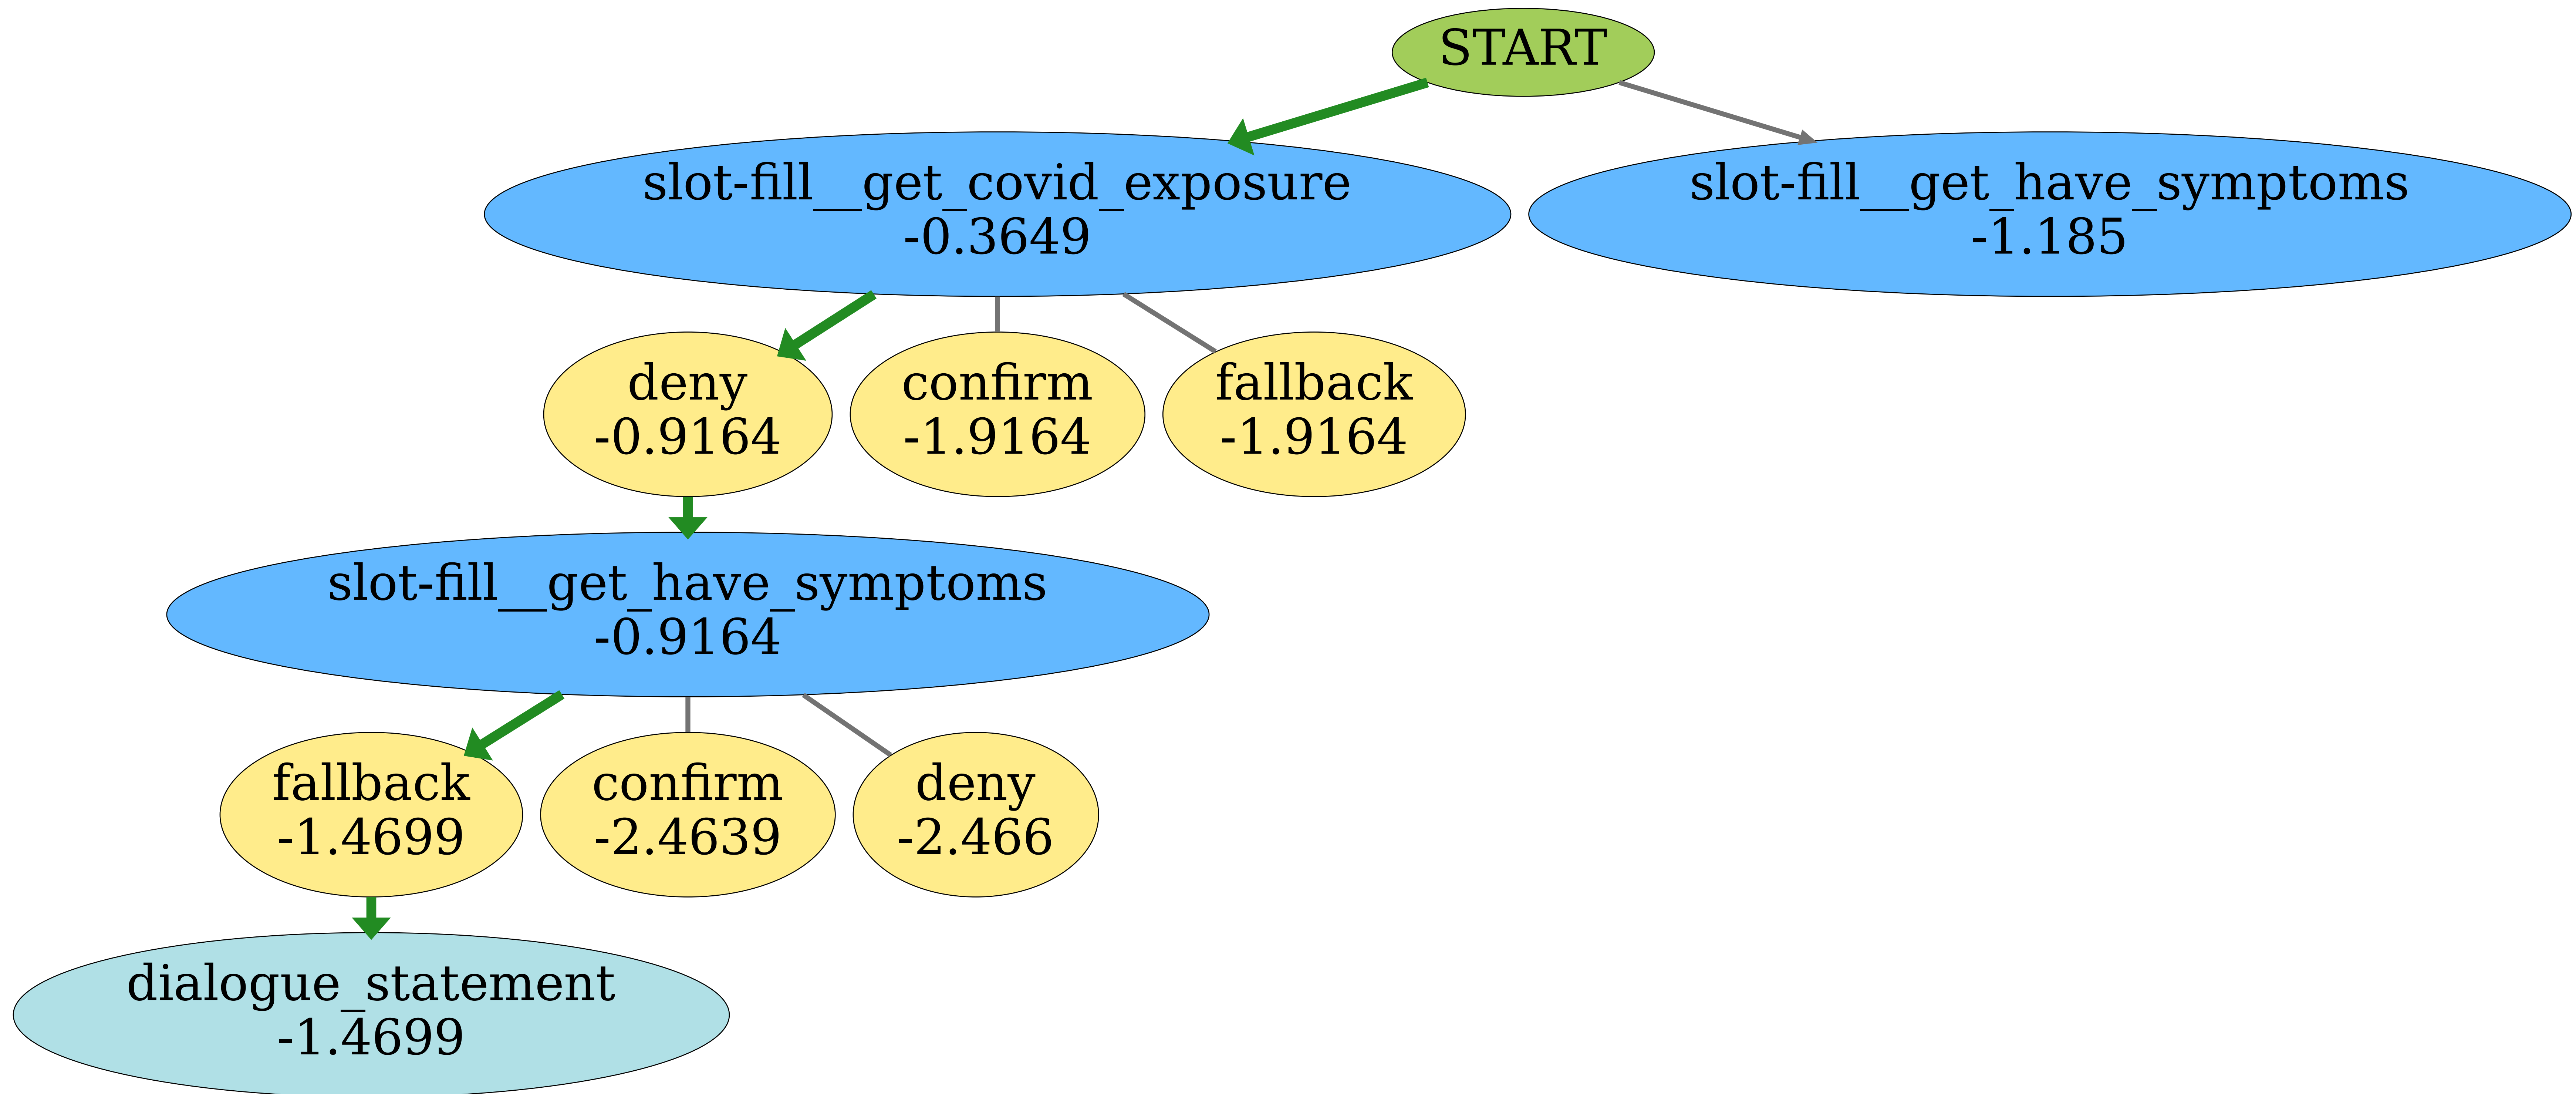 START
slot-fill__get_covid_exposure
-0.3649
slot-fill__get_have_symptoms
-1.185
deny
-0.9164
confirm
-1.9164
fallback
-1.9164
slot-fill__get_have_symptoms
-0.9164
fallback
-1.4699
confirm
-2.4639
deny
-2.466
dialogue_statement
-1.4699